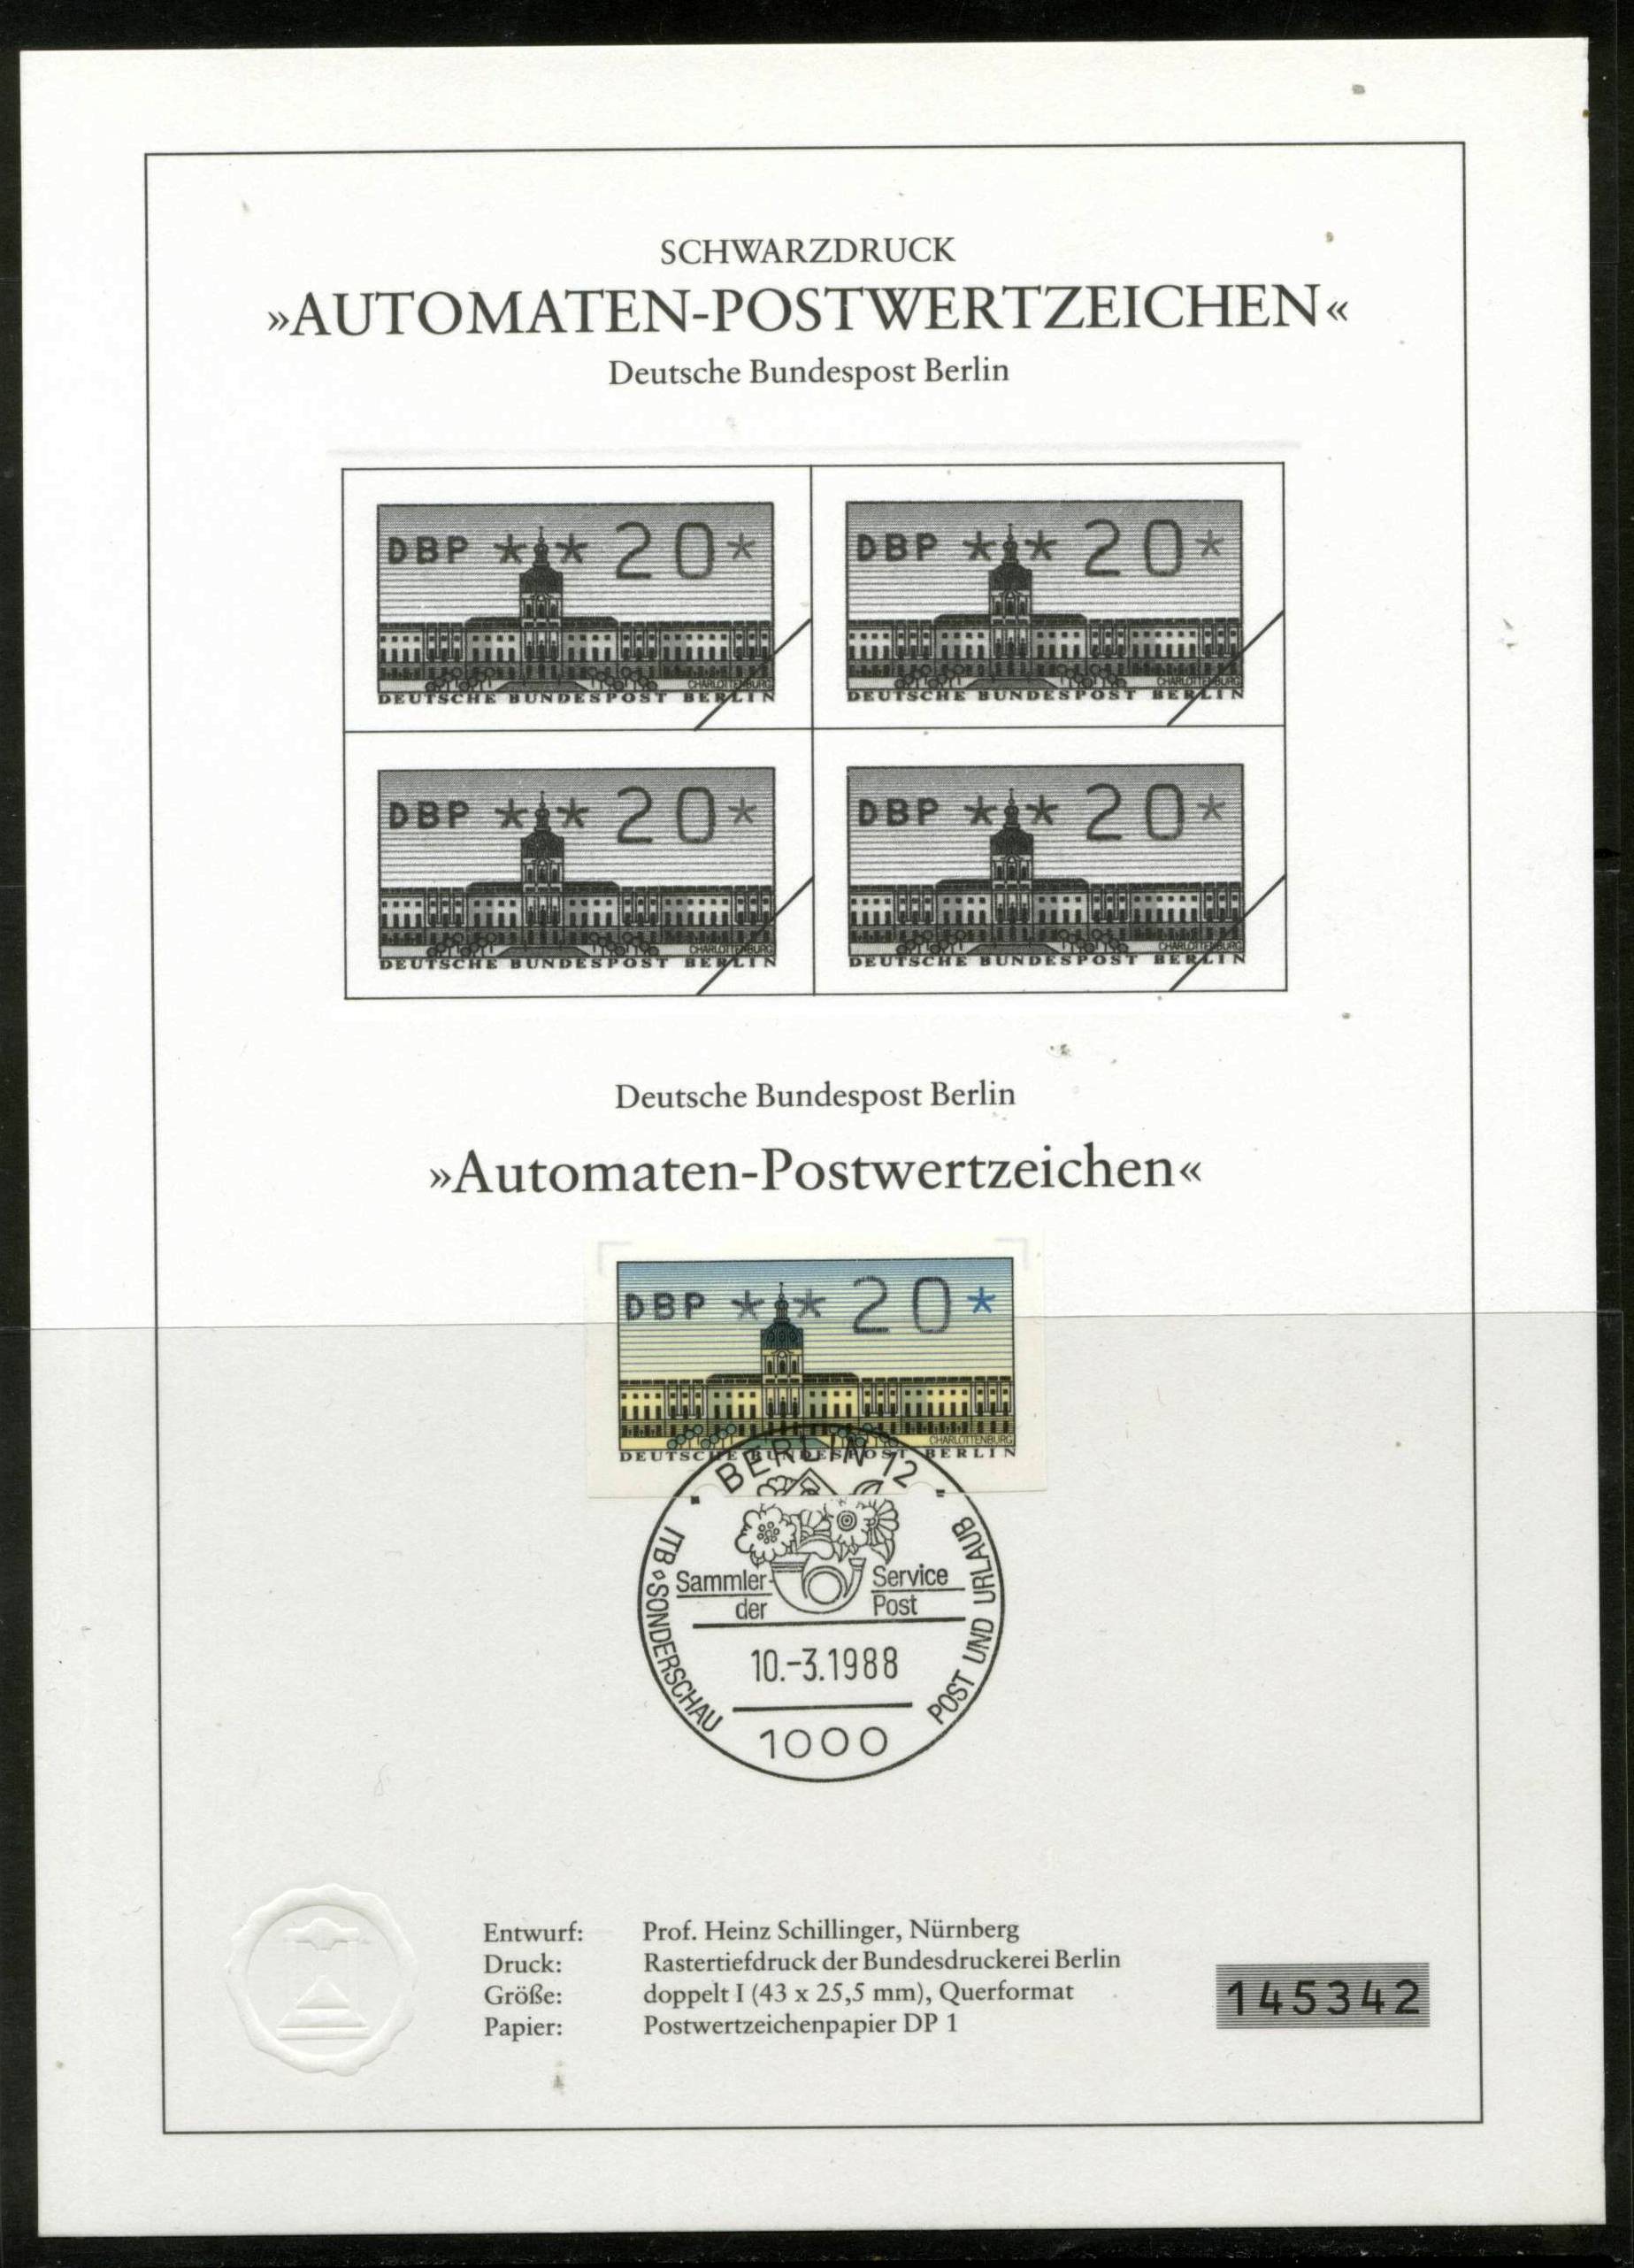 SCHWARZDRUCK
»AUTOMATEN-POSTWERTZEICHEN«
Deutsche Bundespost Berlin
DBP ** 20*
CHARLOTTENBURG
DEUTSCHE BUNDESPOST BERLIN
DBP ** 20*
CHARLOTTENBURG
DEUTSCHE BUNDESPOST BERLIN
DBP ** 20*
CHARLOTTENBURG
DEUTSCHE BUNDESPOST BERLIN
DBP ** 20*
CHARLOTTENBURG
DEUTSCHE BUNDESPOST BERLIN
Deutsche Bundespost Berlin
»Automaten-Postwertzeichen«
DBP ** 20*
CHARLOTTENBURG
DEUTSCHE BUNDESPOST BERLIN
BERLIN 12
ITB-SONDERSCHAU
POST UND URLAUB
Sammler- Service
der Post
10.-3.1988
1000
Entwurf: Prof. Heinz Schillinger, Nürnberg
Druck: Rastertiefdruck der Bundesdruckerei Berlin
Größe: doppelt I (43 x 25,5 mm), Querformat
Papier: Postwertzeichenpapier DP 1
145342